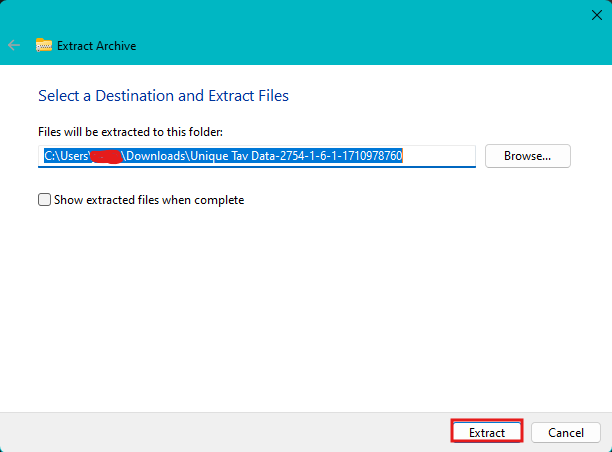 Extract Archive
Select a Destination and Extract Files
Files will be extracted to this folder:
C:\Users\ \Downloads\Unique Tav Data-2754-1-6-1-1710978760
Browse...
Show extracted files when complete
Extract
Cancel